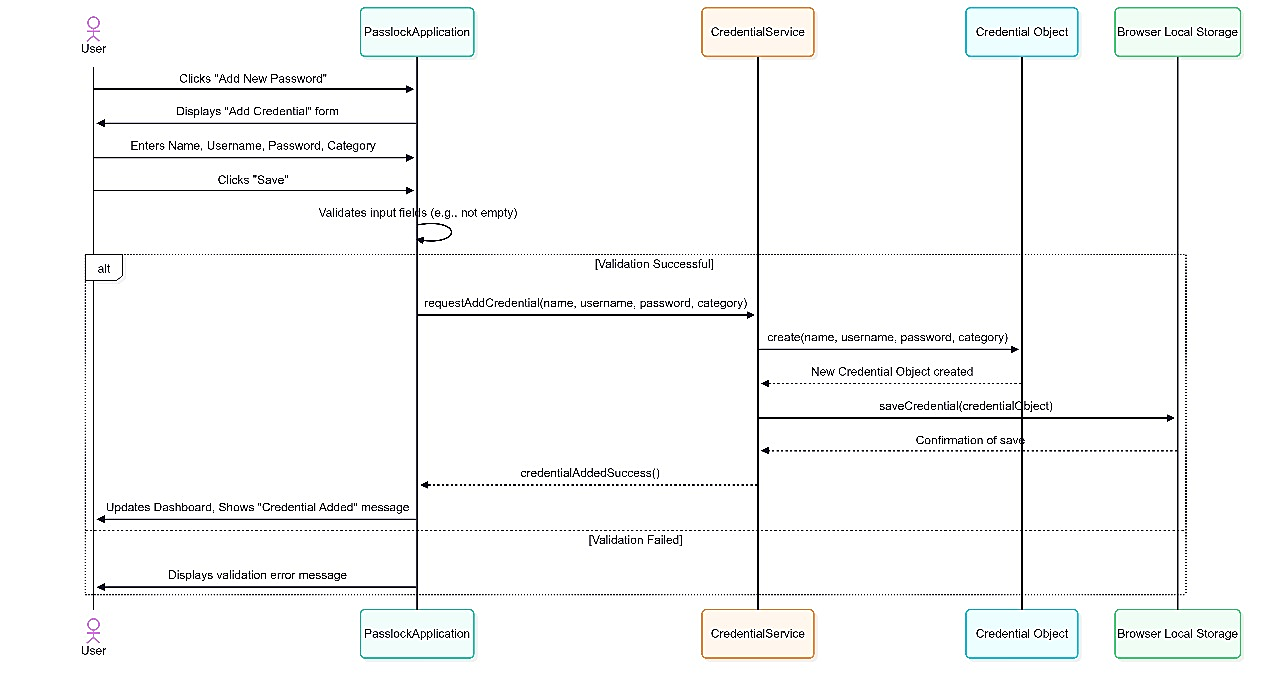 User
PasslockApplication
CredentialService
Credential Object
Browser Local Storage
Clicks "Add New Password"
Displays "Add Credential" form
Enters Name, Username, Password, Category
Clicks "Save"
Validates input fields (e.g.. not empty)
alt
[Validation Successful]
requestAddCredential(name, username, password, category)
create(name, username, password, category)
New Credential Object created
saveCredential(credentialObject)
Confirmation of save
credentialAddedSuccess()
Updates Dashboard, Shows "Credential Added" message
[Validation Failed]
Displays validation error message
User
PasslockApplication
CredentialService
Credential Object
Browser Local Storage